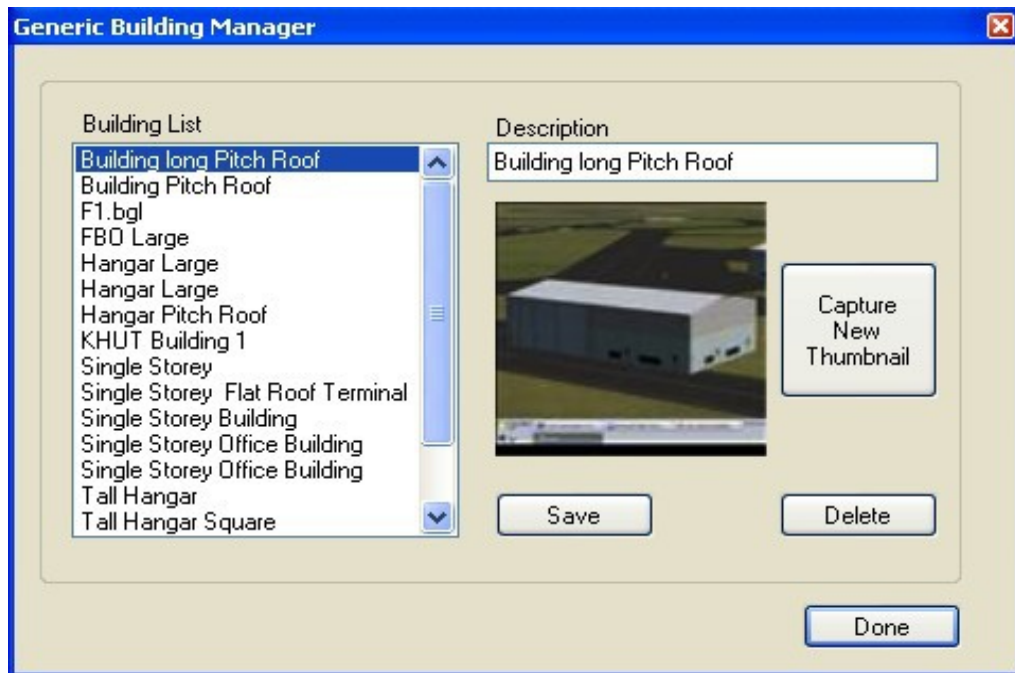 Generic Building Manager
Building List
Building long Pitch Roof
Building Pitch Roof
F1.bgl
FBO Large
Hangar Large
Hangar Large
Hangar Pitch Roof
KHUT Building 1
Single Storey
Single Storey  Flat Roof Terminal
Single Storey Building
Single Storey Office Building
Single Storey Office Building
Tall Hangar
Tall Hangar Square
Description
Building long Pitch Roof
Capture
New
Thumbnail
Save
Delete
Done